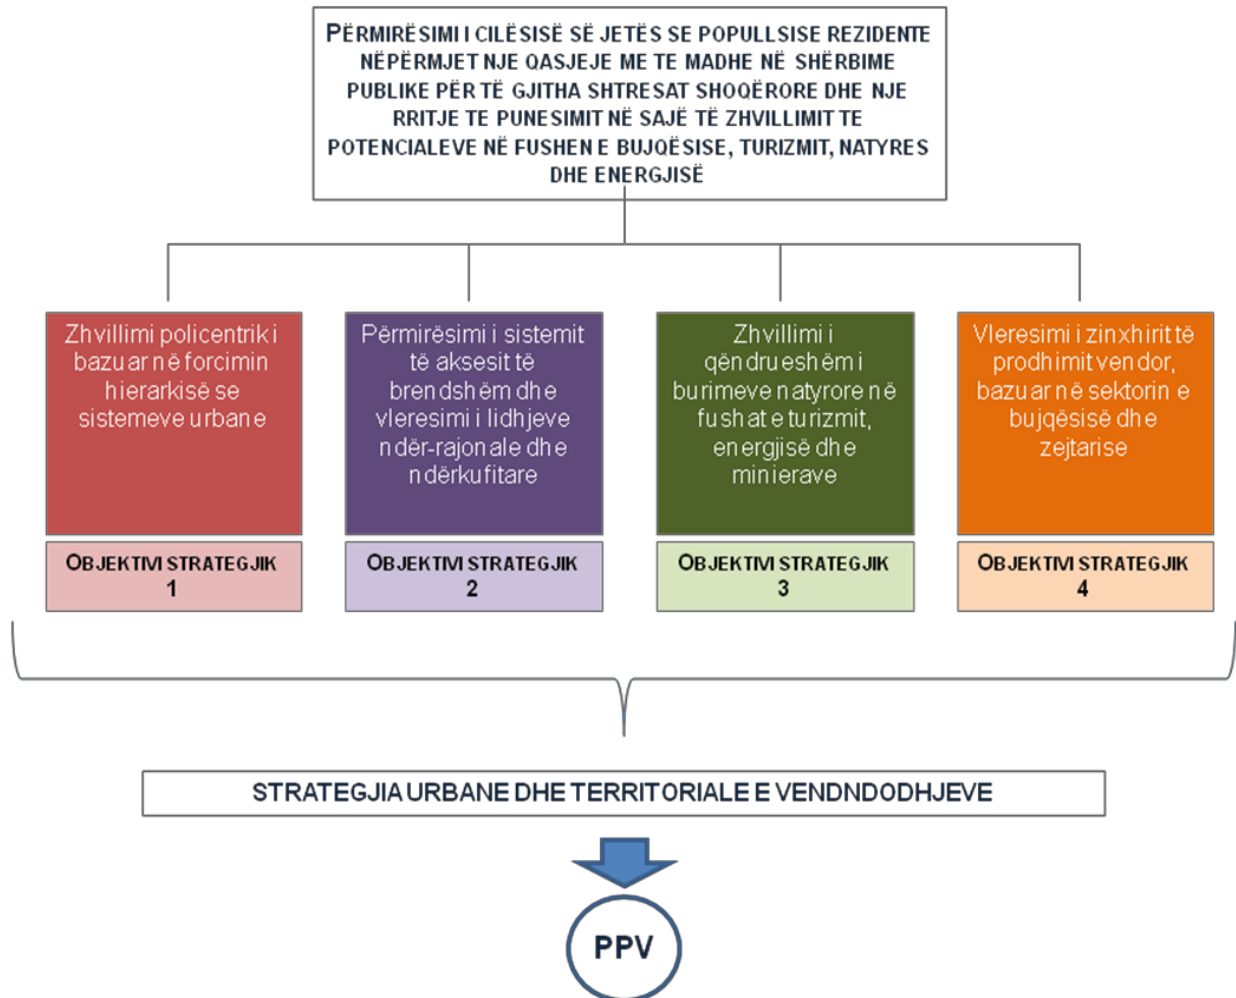 PËRMIRËSIMI I CILËSISË SË JETËS SE POPULLSISE REZIDENTE
NËPËRMJET NJE QASJEJE ME TE MADHE NË SHËRBIME
PUBLIKE PËR TË GJITHA SHTRESAT SHOQËRORE DHE NJE
RRITJE TE PUNESIMIT NË SAJË TË ZHVILLIMIT TE
POTENCIALEVE NË FUSHEN E BUJQËSISE, TURIZMIT, NATYRES
DHE ENERGJISË
Zhvillimi policentrik i
bazuar në forcimin
hierarkisë se
sistemeve urbane
OBJEKTIVI STRATEGJIK
1
Përmirësimi i sistemit
të aksesit të
brendshëm dhe
vleresimi i lidhjeve
ndër-rajonale dhe
ndërkufitare
OBJEKTIVI STRATEGJIK
2
Zhvillimi i
qëndrueshëm i
burimeve natyrore në
fushat e turizmit,
energjisë dhe
minierave
OBJEKTIVI STRATEGJIK
3
Vleresimi i zinxhirit të
prodhimit vendor,
bazuar në sektorin e
bujqësisë dhe
zejtarise
OBJEKTIVI STRATEGJIK
4
STRATEGJIA URBANE DHE TERRITORIALE E VENDNDODHJEVE
PPV